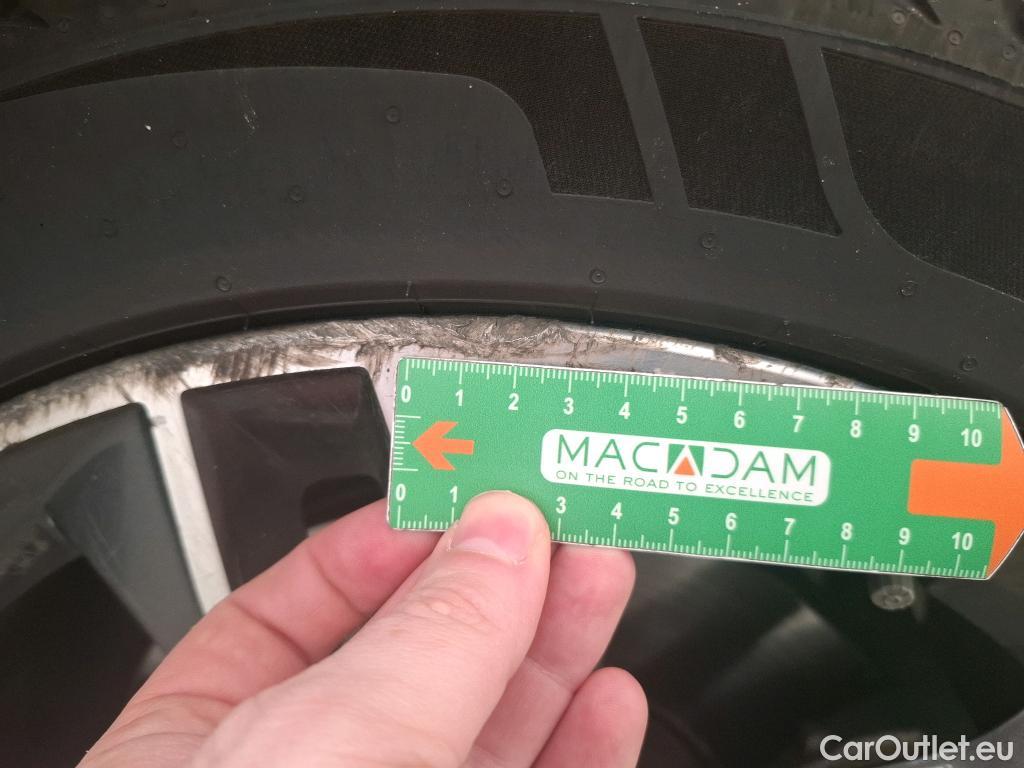 0 1 2 3 4 5 6 7 8 9 10
MACADAM
ON THE ROAD TO EXCELLENCE
0 1 3 4 5 6 7 8 9 10
CarOutlet.eu